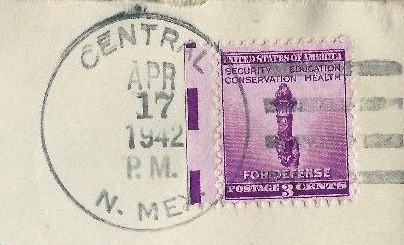 CENTRAL
APR
17
1942
P.M.
N. MEX.
UNITED STATES OF AMERICA
SECURITY EDUCATION
CONSERVATION HEALTH
FOR DEFENSE
POSTAGE 3 CENTS